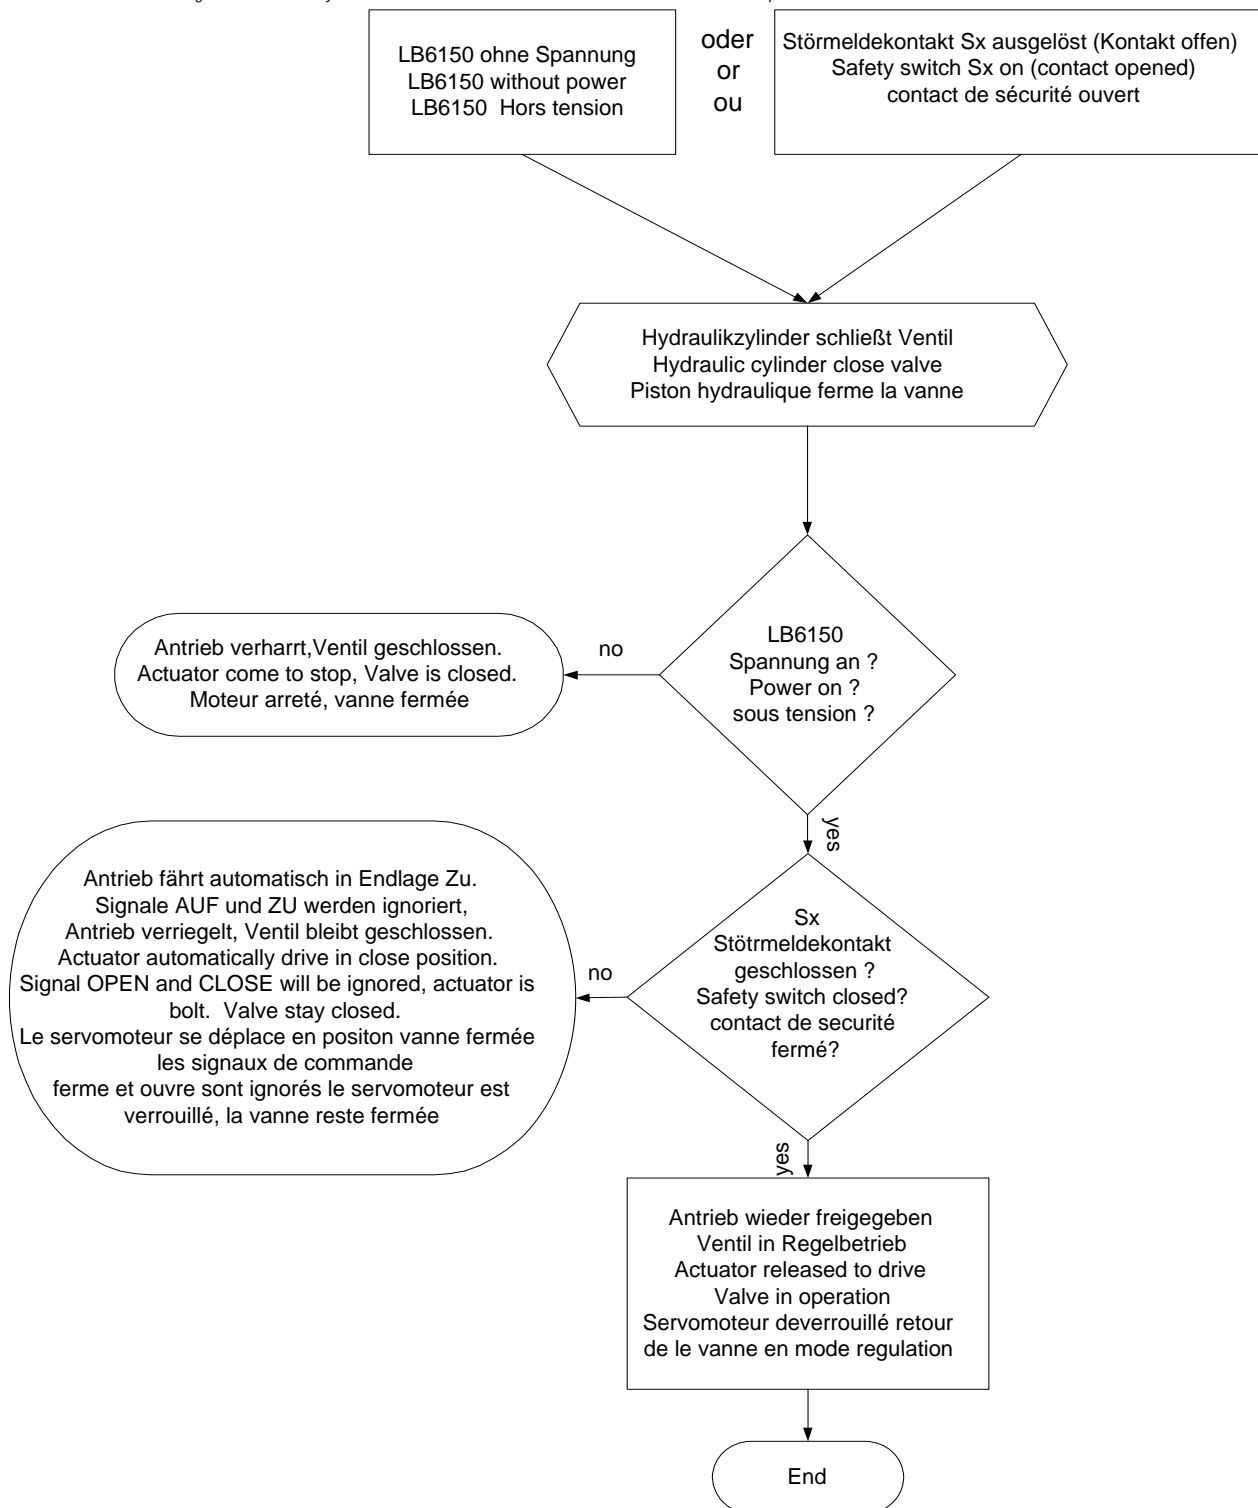 LB6150 ohne Spannung
LB6150 without power
LB6150 Hors tension
oder
or
ou
Störmeldekontakt Sx ausgelöst (Kontakt offen)
Safety switch Sx on (contact opened)
contact de sécurité ouvert
Hydraulikzylinder schließt Ventil
Hydraulic cylinder close valve
Piston hydraulique ferme la vanne
LB6150
Spannung an ?
Power on ?
sous tension ?
no
Antrieb verharrt,Ventil geschlossen.
Actuator come to stop, Valve is closed.
Moteur arreté, vanne fermée
yes
Sx
Stötrmeldekontakt
geschlossen ?
Safety switch closed?
contact de securité
fermé?
no
Antrieb fährt automatisch in Endlage Zu.
Signale AUF und ZU werden ignoriert,
Antrieb verriegelt, Ventil bleibt geschlossen.
Actuator automatically drive in close position.
Signal OPEN and CLOSE will be ignored, actuator is
bolt. Valve stay closed.
Le servomoteur se déplace en positon vanne fermée
les signaux de commande
ferme et ouvre sont ignorés le servomoteur est
verrouillé, la vanne reste fermée
yes
Antrieb wieder freigegeben
Ventil in Regelbetrieb
Actuator released to drive
Valve in operation
Servomoteur deverrouillé retour
de le vanne en mode regulation
End